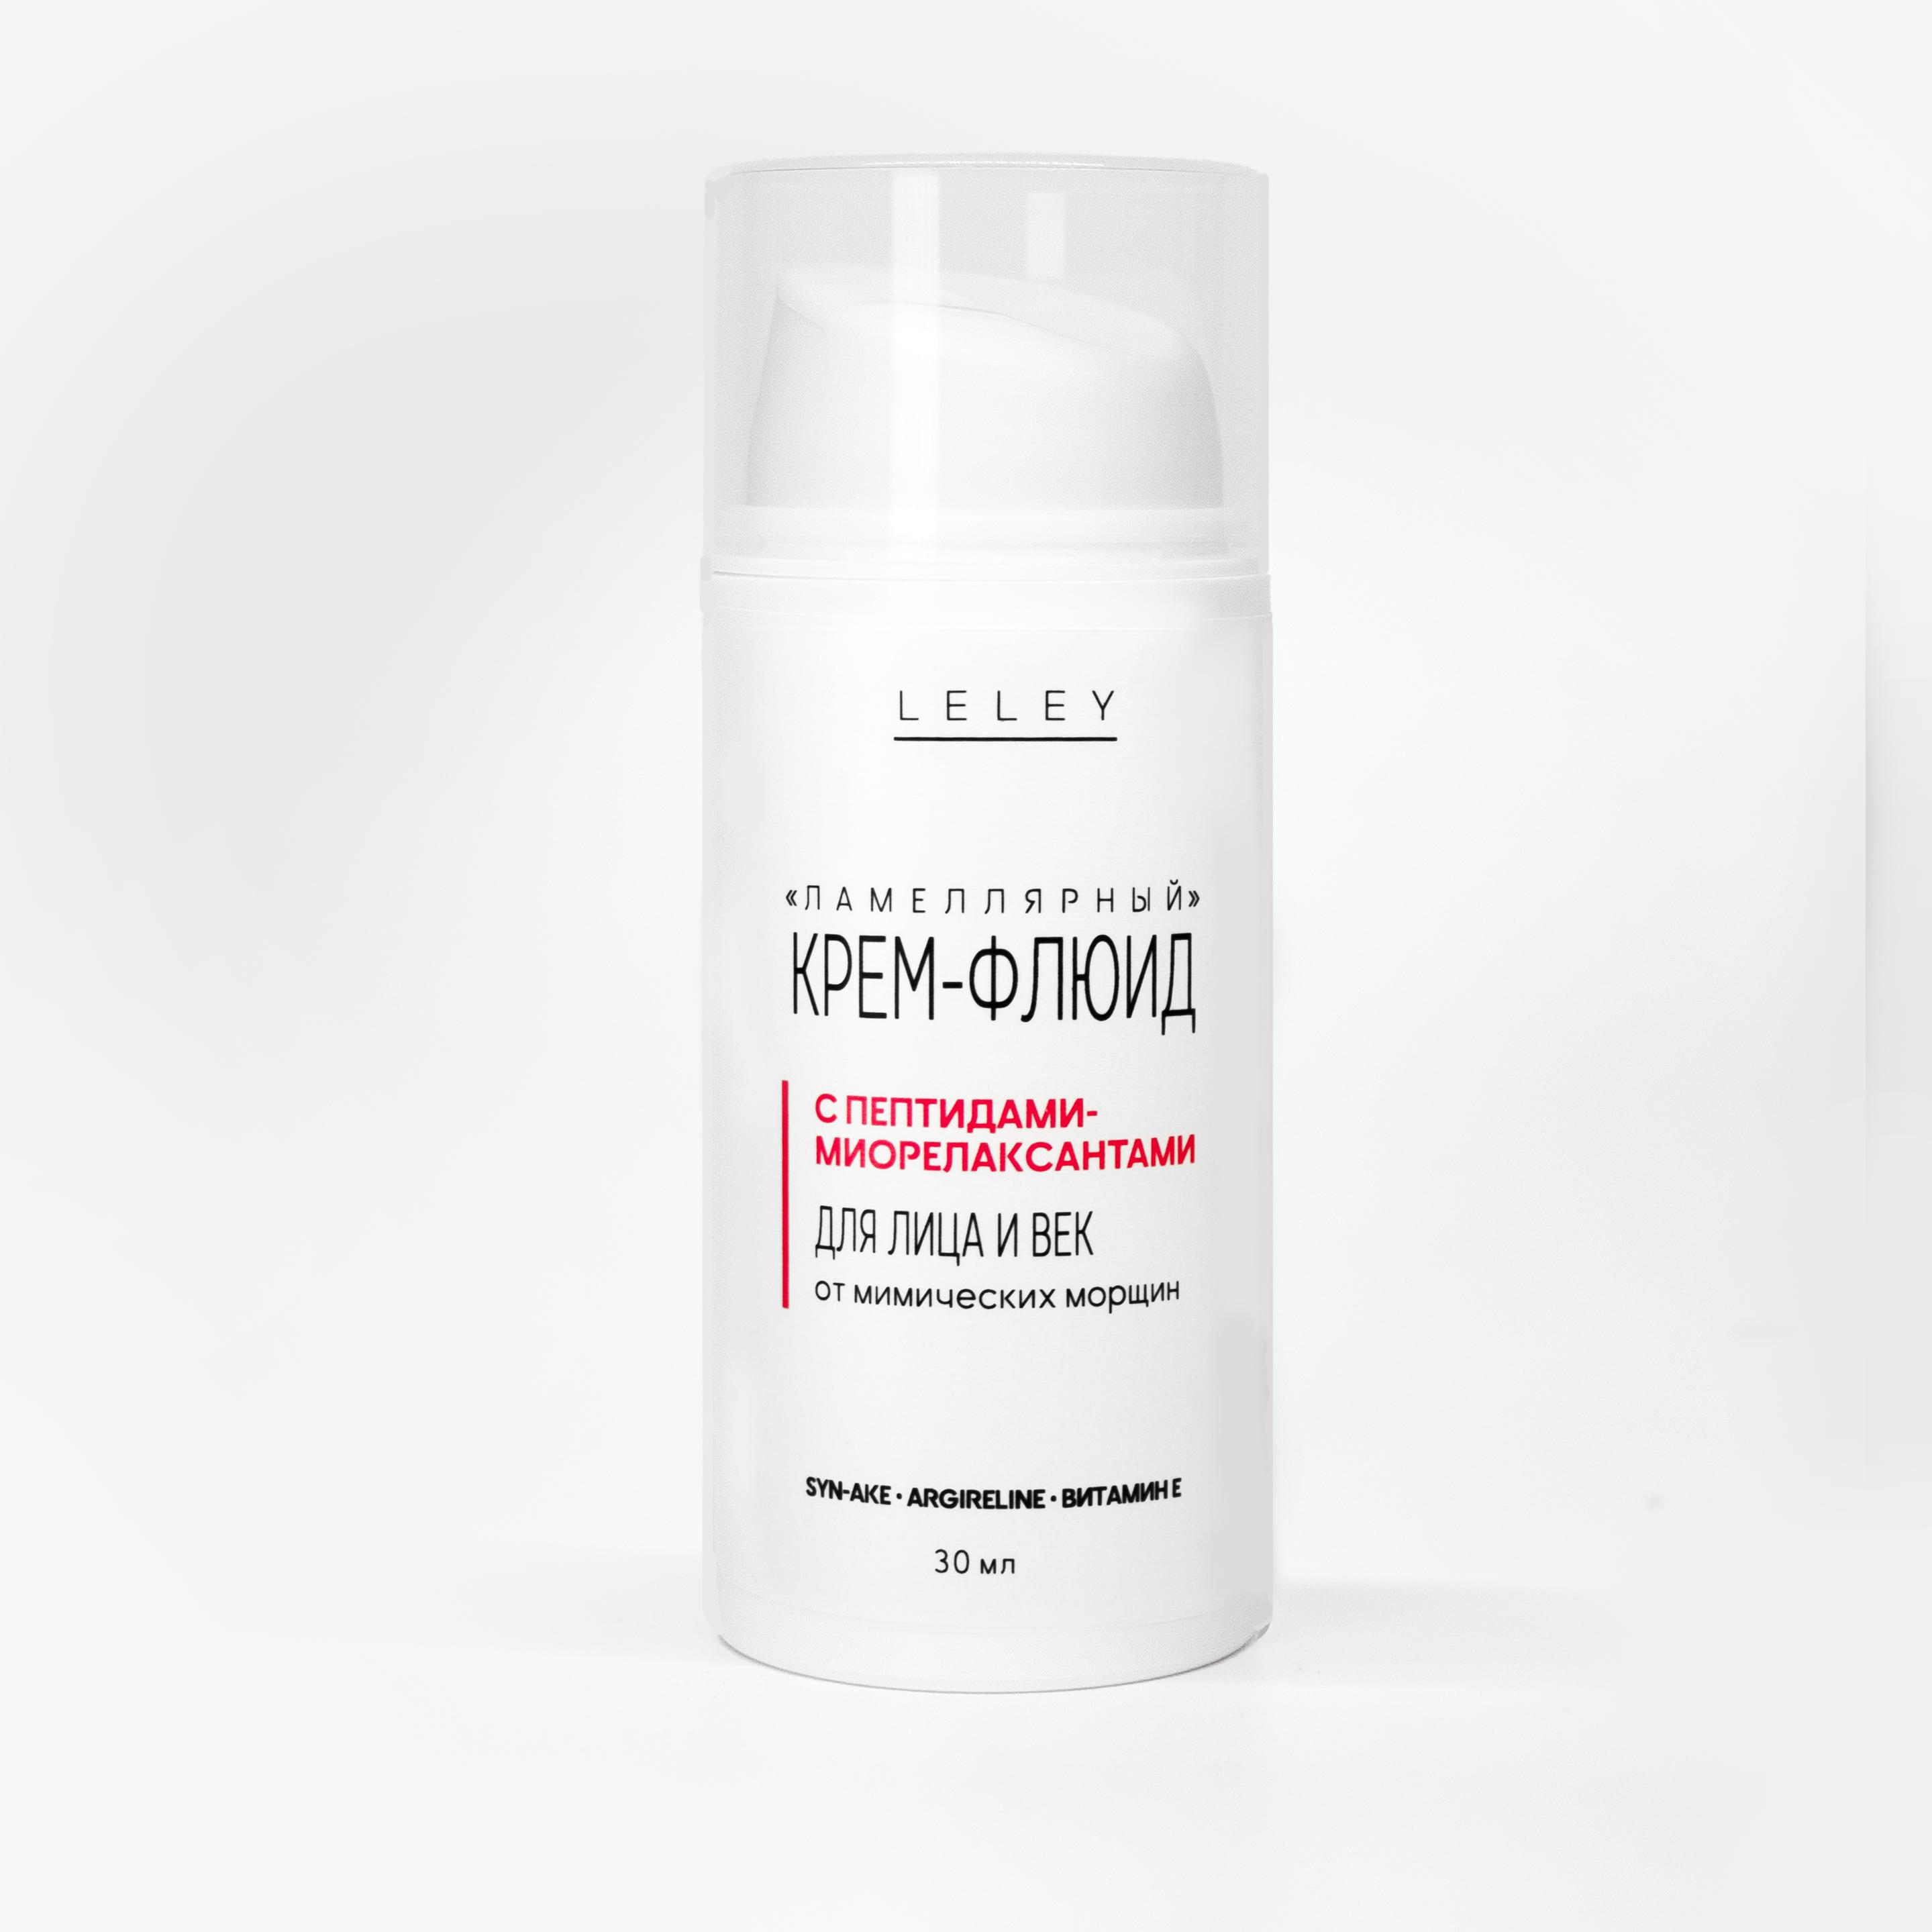 LELEY
«ЛАМЕЛЛЯРНЫЙ»
КРЕМ-ФЛЮИД
С ПЕПТИДАМИ-
МИОРЕЛАКСАНТАМИ
ДЛЯ ЛИЦА И ВЕК
от мимических морщин
SYN-AKE • ARGIRELINE • ВИТАМИН Е
30 мл